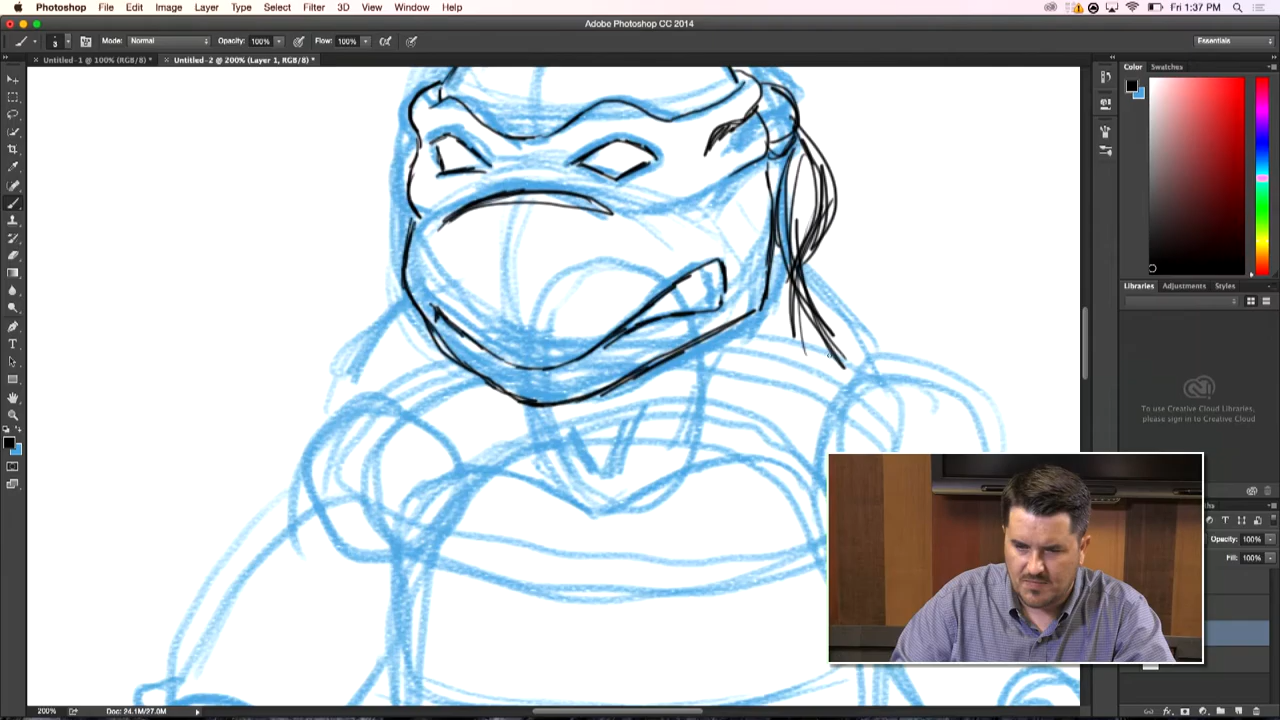 Photoshop File Edit Image Layer Type Select Filter 3D View Window Help Fri 1:37 PM
Adobe Photoshop CC 2014
3 Mode: Normal Opacity: 100% Flow: 100% Essentials
Untitled-1 @ 100% (RGB/8) * Untitled-2 @ 200% (Layer 1, RGB/8) *
Color Swatches
Libraries Adjustments Styles
To use Creative Cloud Libraries,
please sign in to Creative Cloud
Opacity: 100%
Fill: 100%
200% Doc: 24.1M/27.0M